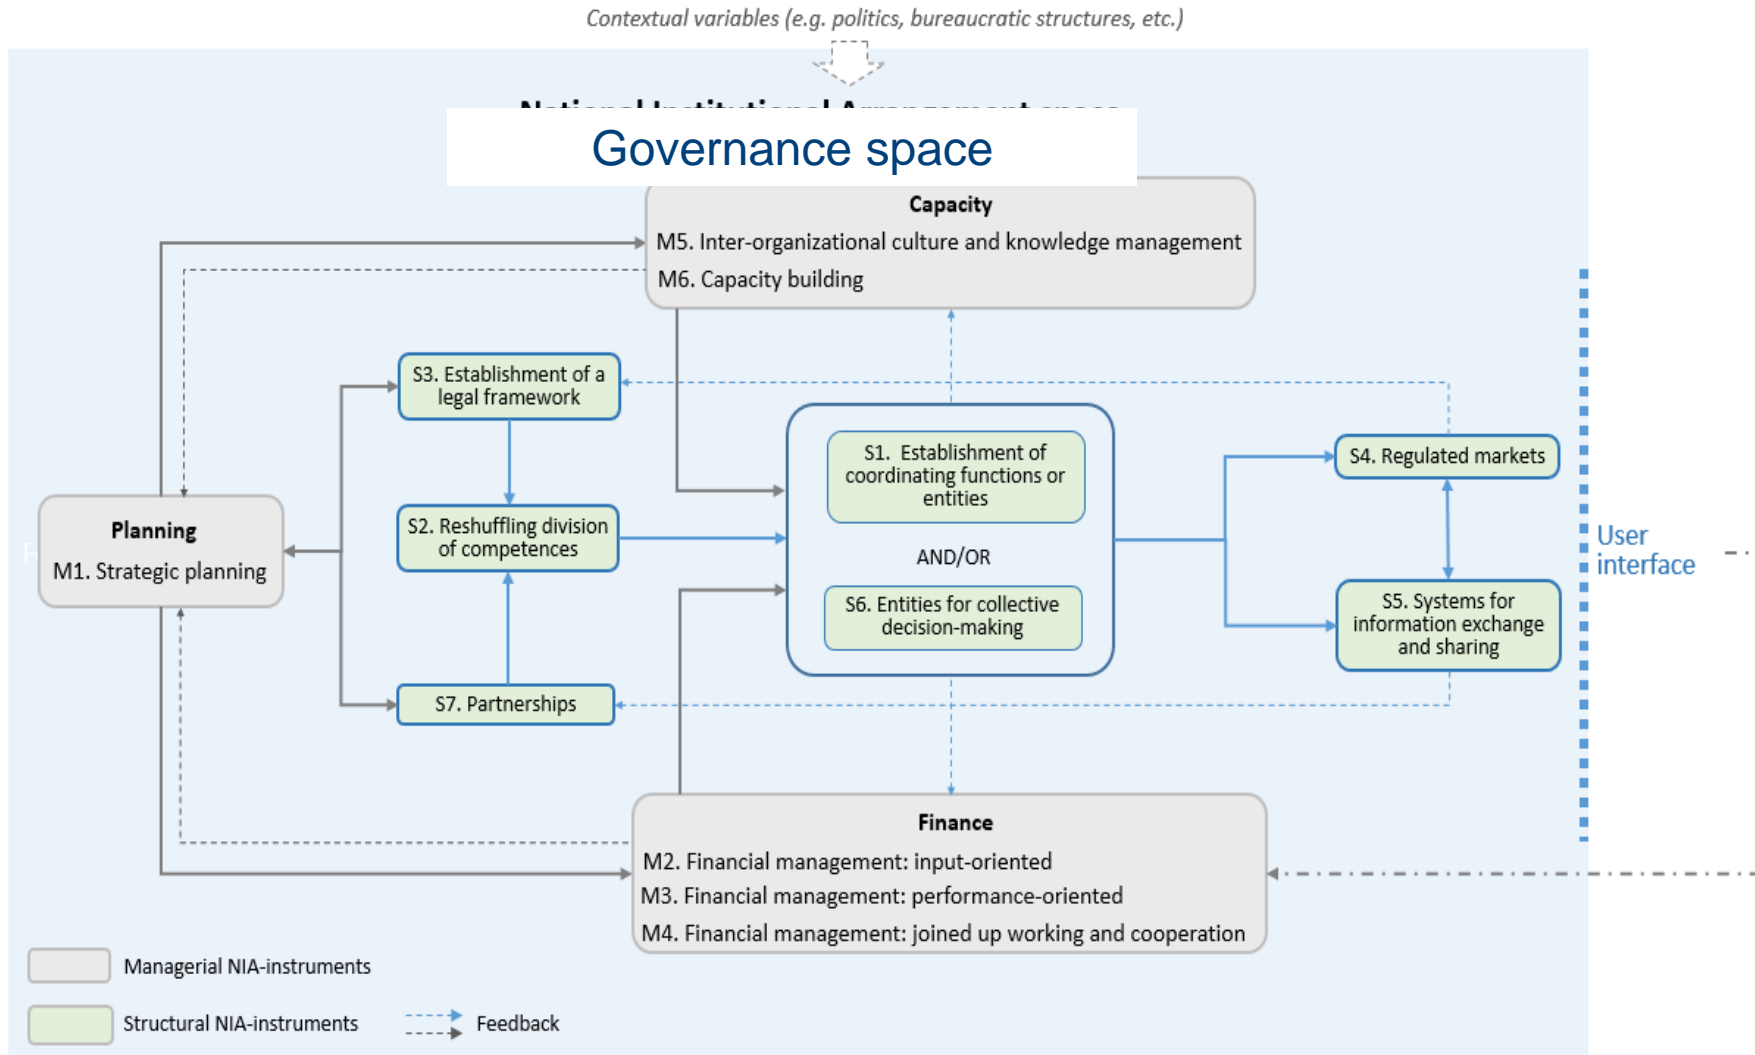 Contextual variables (e.g. politics, bureaucratic structures, etc.)
National Institutional Arrangement space
Governance space
Capacity
M5. Inter-organizational culture and knowledge management
M6. Capacity building
S3. Establishment of a
legal framework
S1. Establishment of
coordinating functions or
entities
S4. Regulated markets
Planning
M1. Strategic planning
S2. Reshuffling division
of competences
AND/OR
User
interface
S6. Entities for collective
decision-making
S5. Systems for
information exchange
and sharing
S7. Partnerships
Finance
M2. Financial management: input-oriented
M3. Financial management: performance-oriented
M4. Financial management: joined up working and cooperation
Managerial NIA-instruments
Structural NIA-instruments
Feedback